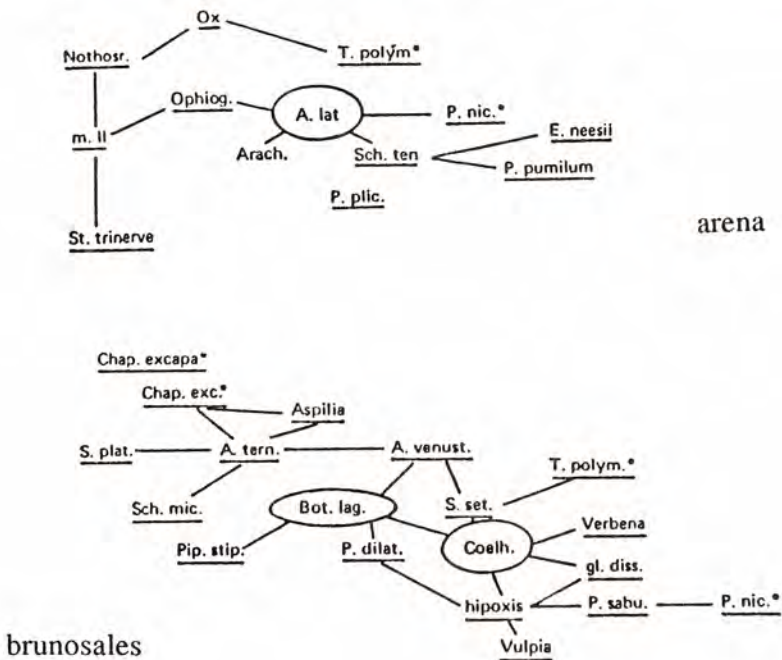 Ox
Nothosr.
T. polym*
Ophiog.
A. lat
P. nic.*
m. II
E. neesii
Arach.
Sch. ten
P. pumilum
P. plic.
arena
St. trinerve
Chap. excapa*
Chap. exc.*
Aspilia
S. plat.
A. tern.
A. venust.
T. polym.*
Sch. mic.
Bot. lag.
S. set.
Verbena
Pip. stip.
P. dilat.
Coelh.
gl. diss.
hipoxis
P. sabu.
P. nic.*
brunosales
Vulpia